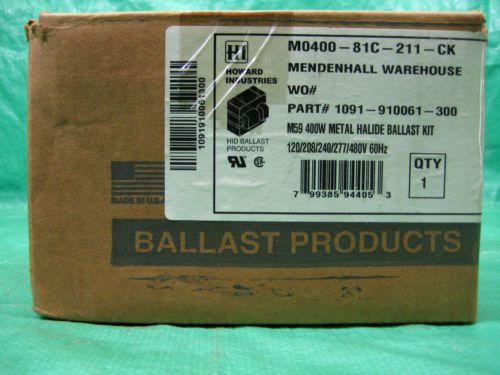 HI
HOWARD
INDUSTRIES
HID BALLAST
PRODUCTS
1091910061300
M0400-81C-211-CK
MENDENHALL WAREHOUSE
WO#
PART# 1091-910061-300
M59 400W METAL HALIDE BALLAST KIT
120/208/240/277/480V 60Hz
QTY
1
7 99385 94405 3
MADE IN U.S.A.
BALLAST PRODUCTS